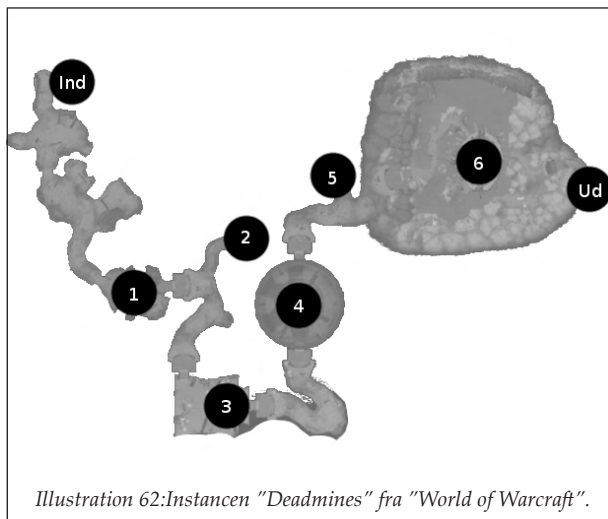 Ind
5
6
Ud
2
1
4
3
Illustration 62:Instancen "Deadmines" fra "World of Warcraft".